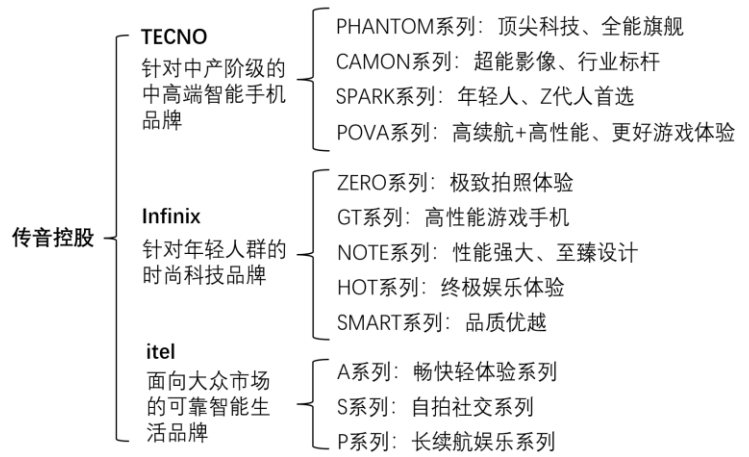 传音控股
TECNO
针对中产阶级的
中高端智能手机
品牌
PHANTOM系列：顶尖科技、全能旗舰
CAMON系列：超能影像、行业标杆
SPARK系列：年轻人、Z代人首选
POVA系列：高续航+高性能、更好游戏体验
Infinix
针对年轻人群的
时尚科技品牌
ZERO系列：极致拍照体验
GT系列：高性能游戏手机
NOTE系列：性能强大、至臻设计
HOT系列：终极娱乐体验
SMART系列：品质优越
itel
面向大众市场
的可靠智能生
活品牌
A系列：畅快轻体验系列
S系列：自拍社交系列
P系列：长续航娱乐系列